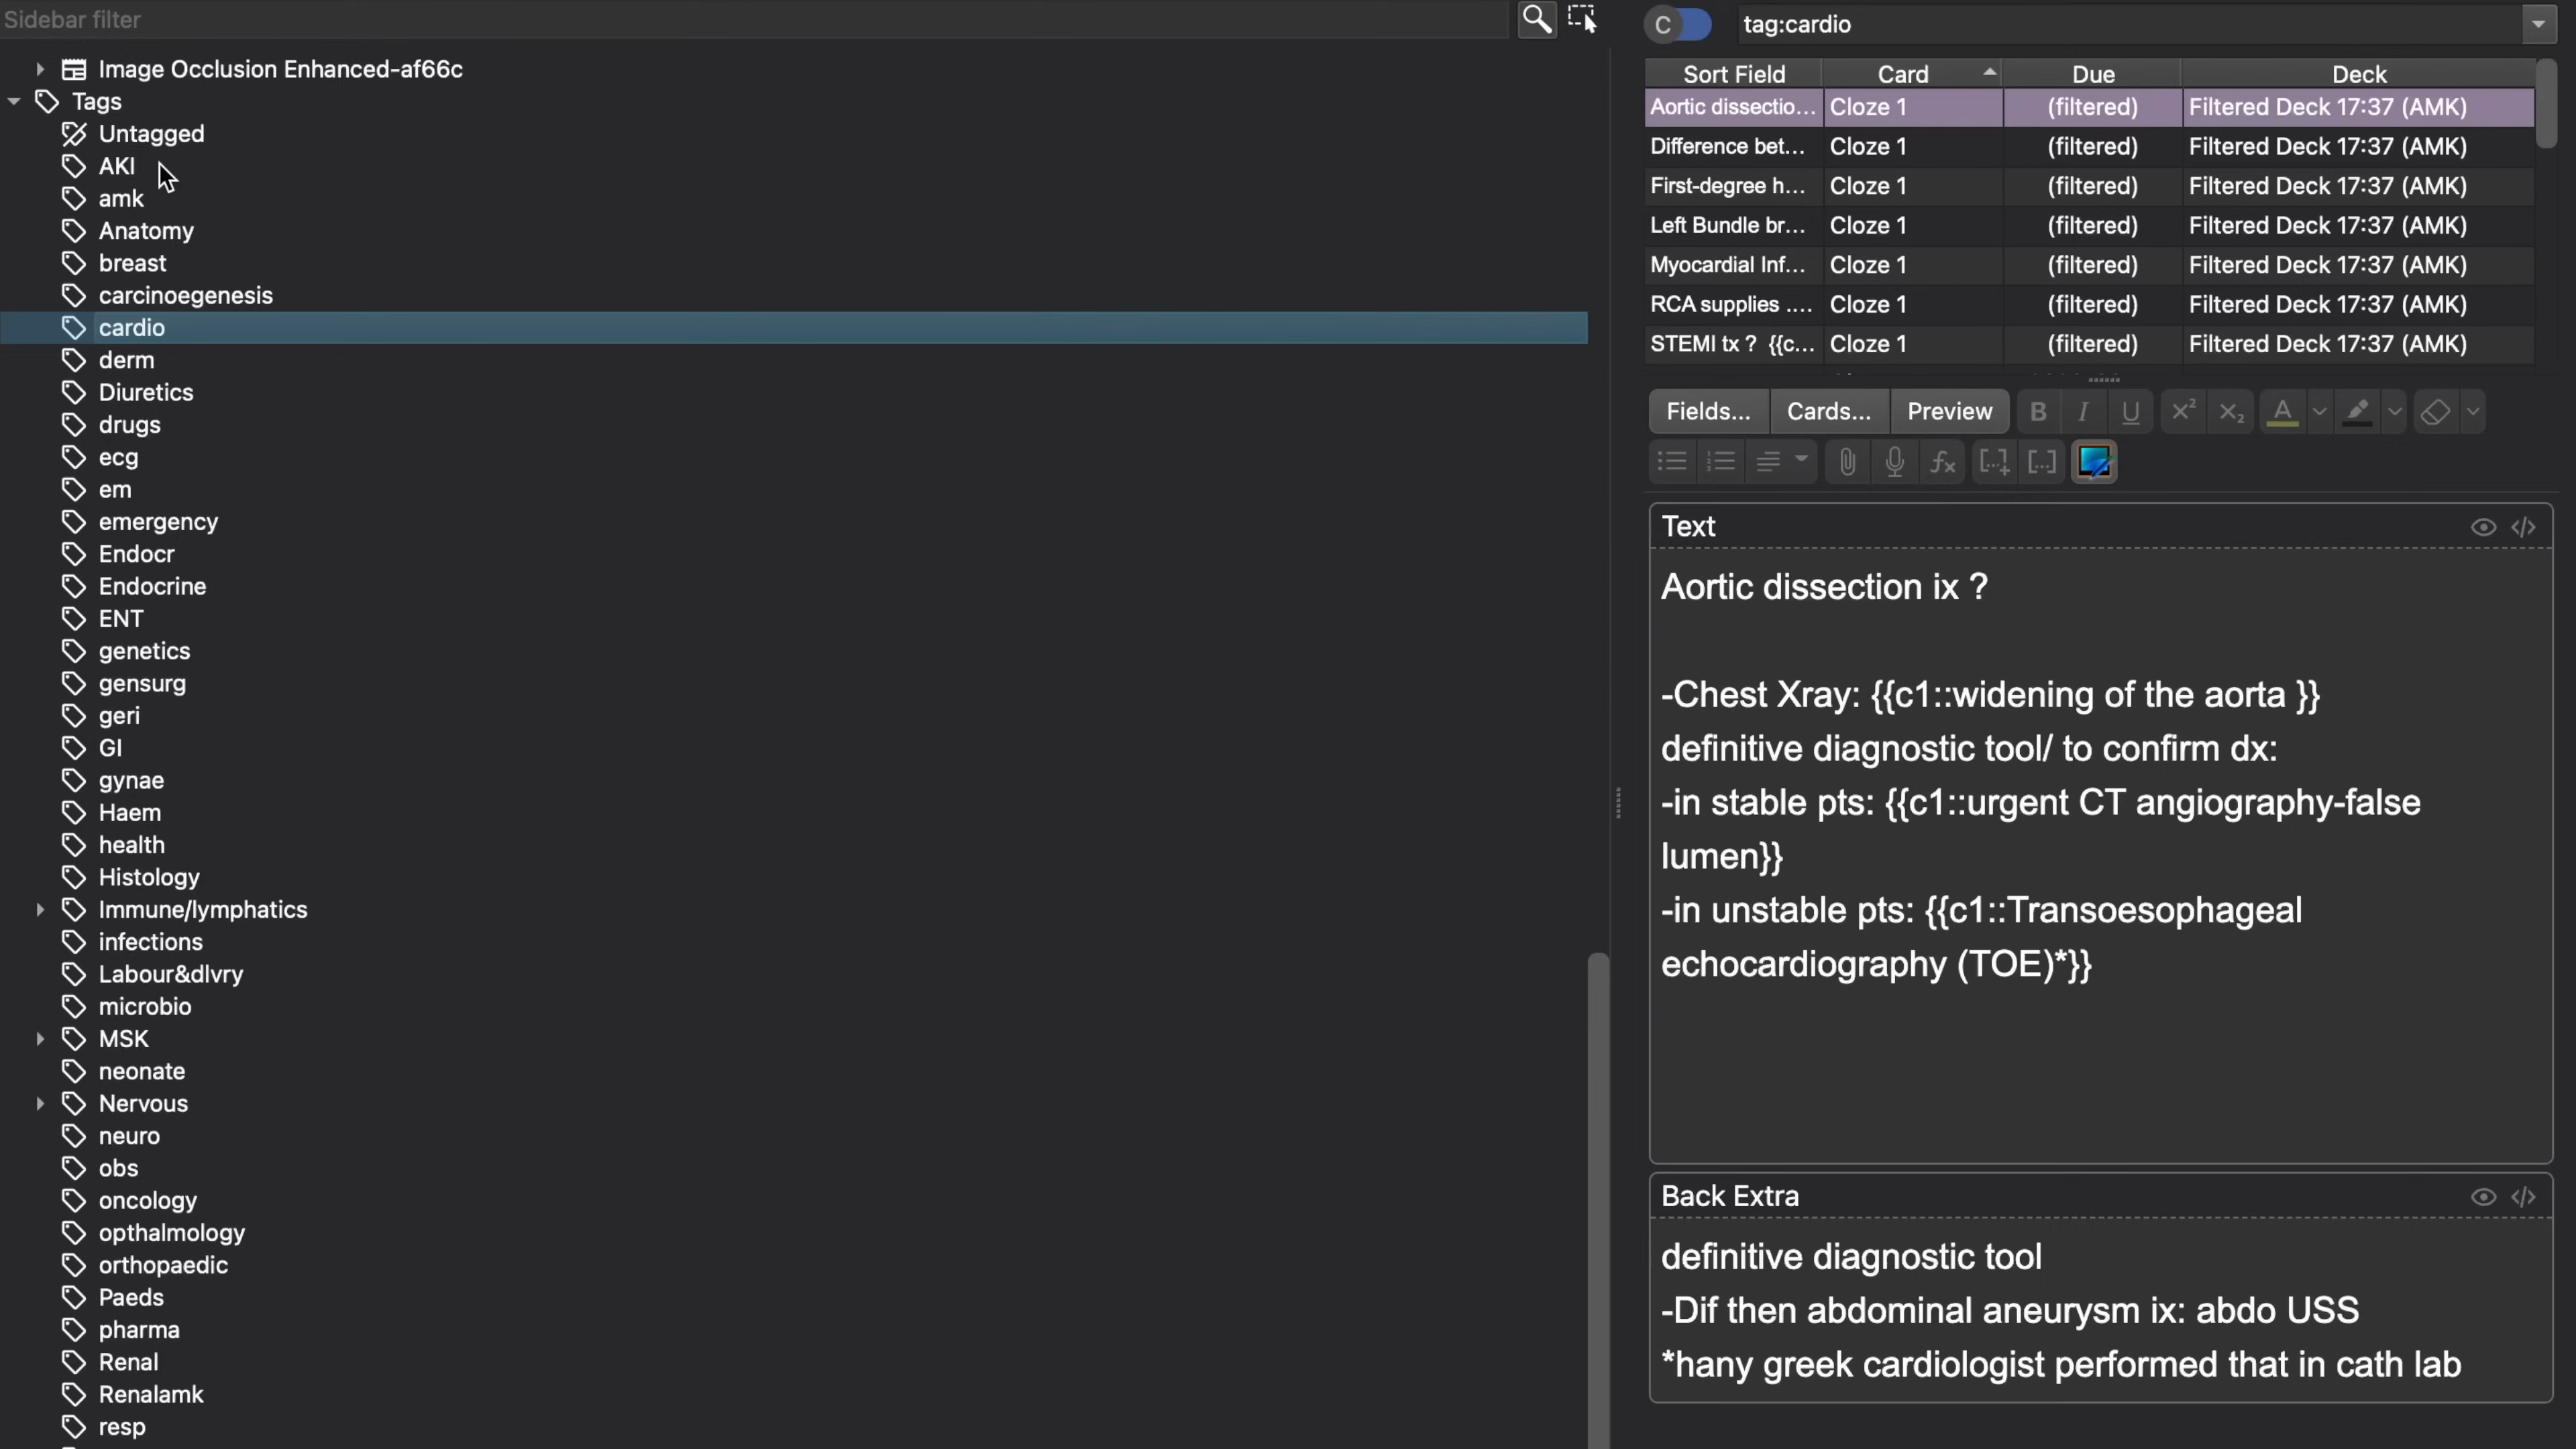 Sidebar filter
Image Occlusion Enhanced-af66c
Tags
Untagged
AKI
amk
Anatomy
breast
carcinoegenesis
cardio
derm
Diuretics
drugs
ecg
em
emergency
Endocr
Endocrine
ENT
genetics
gensurg
geri
GI
gynae
Haem
health
Histology
Immune/lymphatics
infections
Labour&dlvry
microbio
MSK
neonate
Nervous
neuro
obs
oncology
opthalmology
orthopaedic
Paeds
pharma
Renal
Renalamk
resp
C tag:cardio
Sort Field Card Due Deck
Aortic dissectio... Cloze 1 (filtered) Filtered Deck 17:37 (AMK)
Difference bet... Cloze 1 (filtered) Filtered Deck 17:37 (AMK)
First-degree h... Cloze 1 (filtered) Filtered Deck 17:37 (AMK)
Left Bundle br... Cloze 1 (filtered) Filtered Deck 17:37 (AMK)
Myocardial Inf... Cloze 1 (filtered) Filtered Deck 17:37 (AMK)
RCA supplies .... Cloze 1 (filtered) Filtered Deck 17:37 (AMK)
STEMI tx ? {{c... Cloze 1 (filtered) Filtered Deck 17:37 (AMK)
Fields... Cards... Preview B I U x² x₂ A
fx [...]+ [...]
Text
Aortic dissection ix ?
-Chest Xray: {{c1::widening of the aorta }}
definitive diagnostic tool/ to confirm dx:
-in stable pts: {{c1::urgent CT angiography-false
lumen}}
-in unstable pts: {{c1::Transoesophageal
echocardiography (TOE)*}}
Back Extra
definitive diagnostic tool
-Dif then abdominal aneurysm ix: abdo USS
*hany greek cardiologist performed that in cath lab